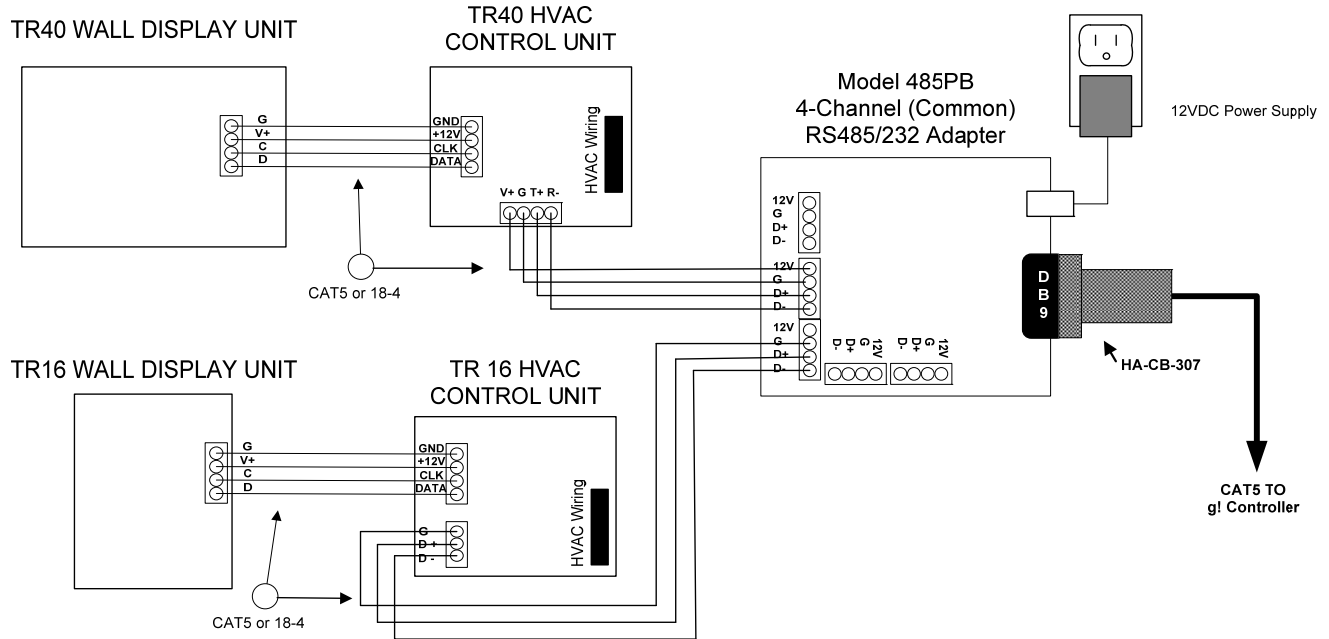 TR40 WALL DISPLAY UNIT
G
V+
C
D
TR40 HVAC
CONTROL UNIT
GND
+12V
CLK
DATA
HVAC Wiring
V+ G T+ R-
CAT5 or 18-4
Model 485PB
4-Channel (Common)
RS485/232 Adapter
12VDC Power Supply
12V
G
D+
D-
12V
G
D+
D-
12V
G
D+
D-
D- D+ G 12V
D- D+ G 12V
D
B
9
HA-CB-307
CAT5 TO
g! Controller
TR16 WALL DISPLAY UNIT
G
V+
C
D
TR 16 HVAC
CONTROL UNIT
GND
+12V
CLK
DATA
G
D +
D -
HVAC Wiring
CAT5 or 18-4